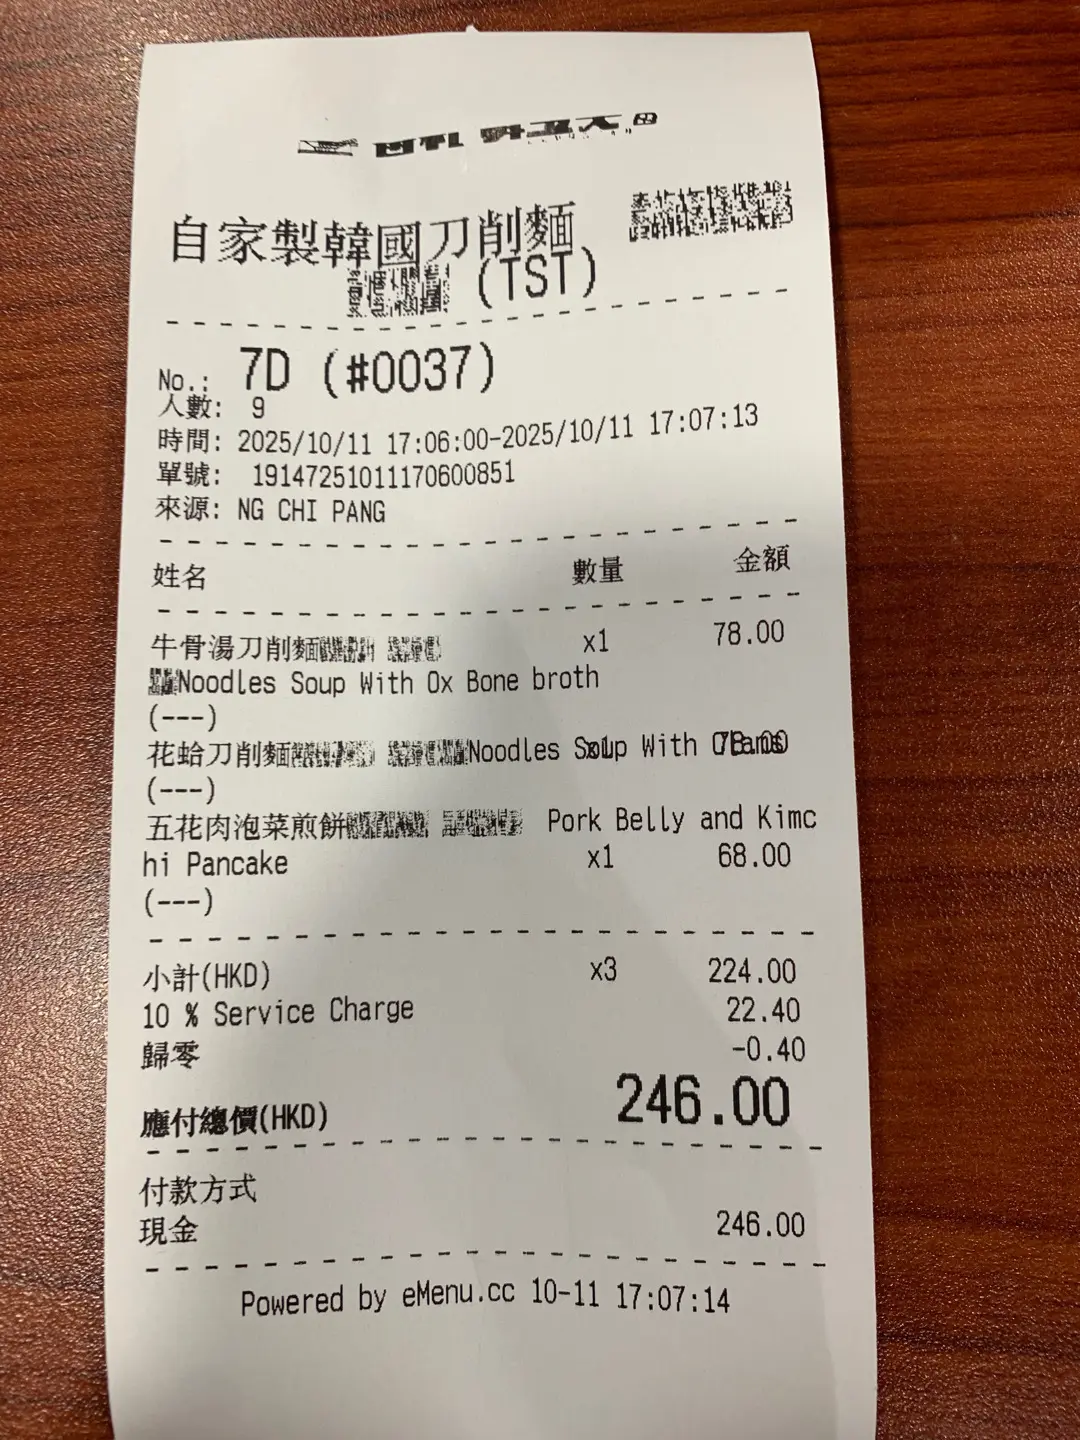 自家製韓國刀削麵
(TST)
No.: 7D (#0037)
人數: 9
時間: 2025/10/11 17:06:00-2025/10/11 17:07:13
單號: 19147251011170600851
來源: NG CHI PANG
姓名 數量 金額
牛骨湯刀削麵 x1 78.00
Noodles Soup With Ox Bone broth
(---)
花蛤刀削麵 Noodles Soup With Clams x1 78.00
(---)
五花肉泡菜煎餅 Pork Belly and Kimc
hi Pancake x1 68.00
(---)
小計(HKD) x3 224.00
10 % Service Charge 22.40
歸零 -0.40
應付總價(HKD) 246.00
付款方式
現金 246.00
Powered by eMenu.cc 10-11 17:07:14